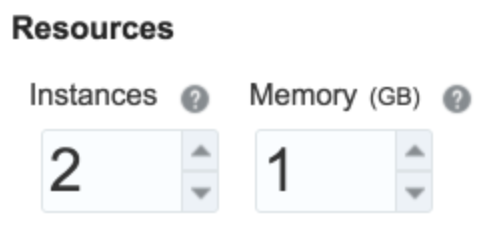 Resources
Instances ? Memory (GB) ?
2 1